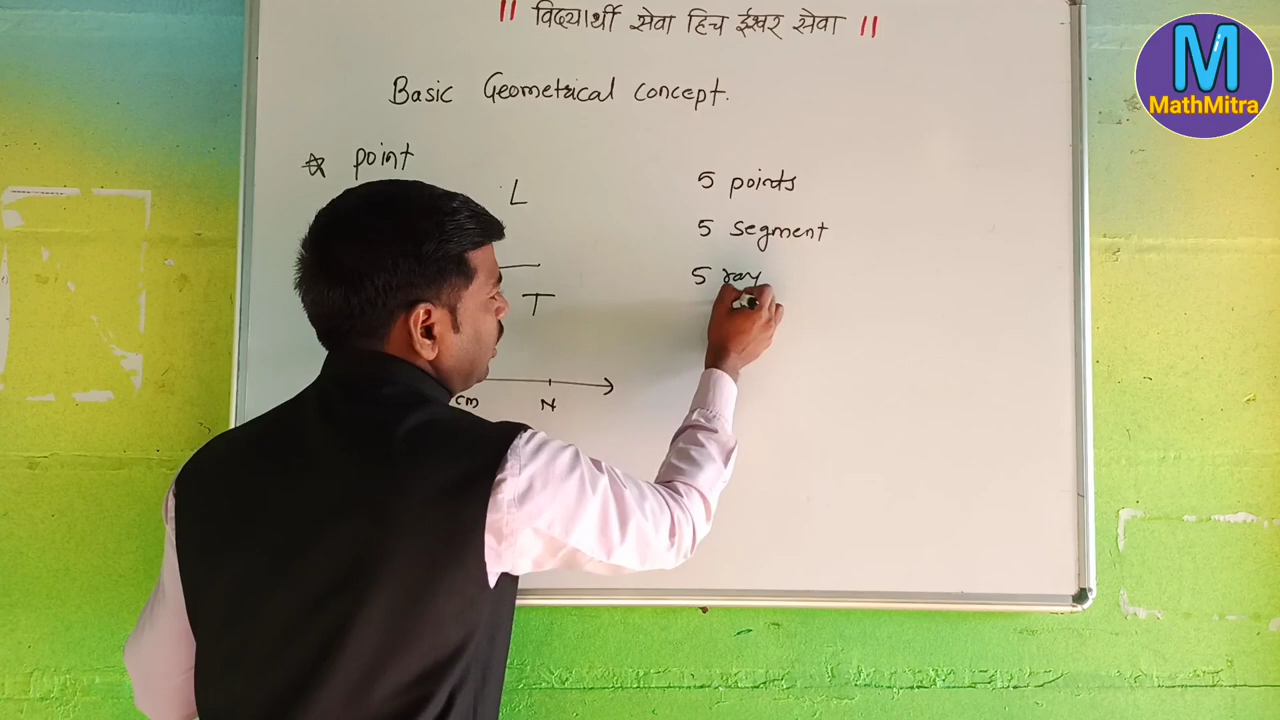 || विद्यार्थी सेवा हिच ईश्वर सेवा ||
M
MathMitra
Basic Geometrical concept.
☆ point
L
T
cm N
5 points
5 segment
5 ray